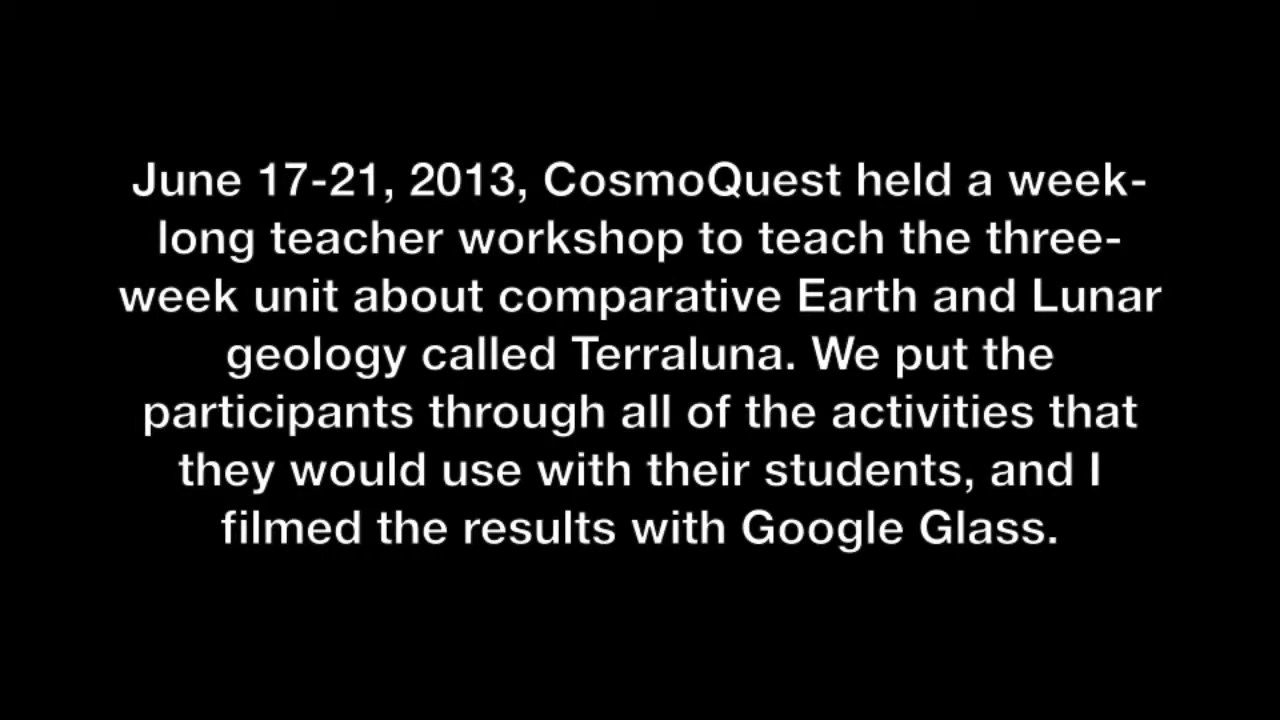 June 17-21, 2013, CosmoQuest held a week-
long teacher workshop to teach the three-
week unit about comparative Earth and Lunar
geology called Terraluna. We put the
participants through all of the activities that
they would use with their students, and I
filmed the results with Google Glass.